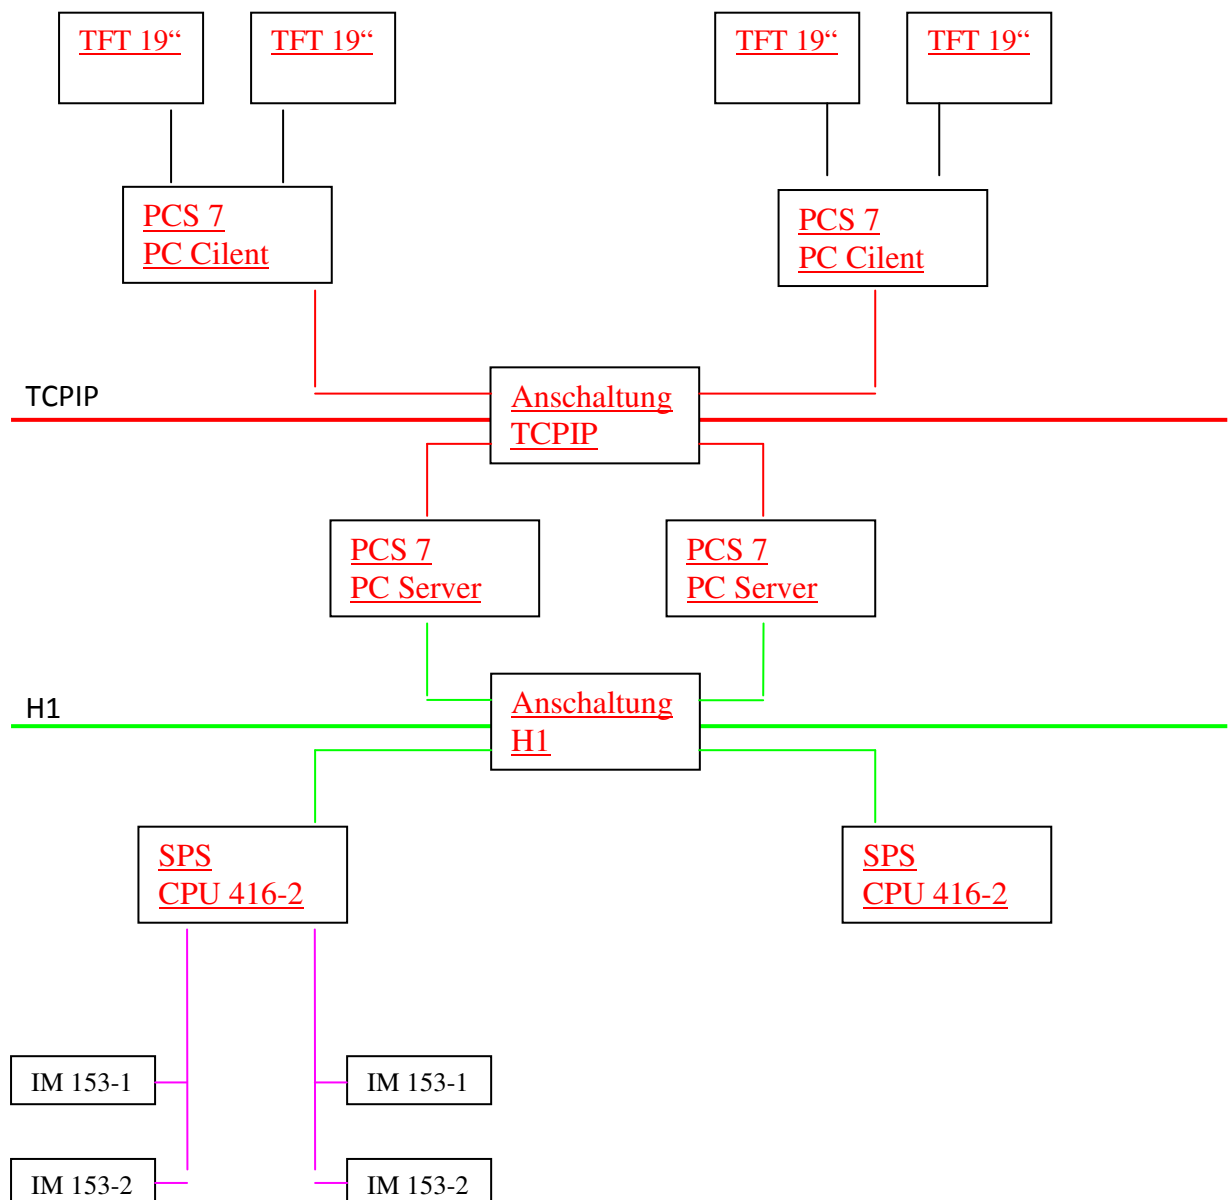 TFT 19“
TFT 19“
TFT 19“
TFT 19“
PCS 7
PC Cilent
PCS 7
PC Cilent
TCPIP
Anschaltung
TCPIP
PCS 7
PC Server
PCS 7
PC Server
H1
Anschaltung
H1
SPS
CPU 416-2
SPS
CPU 416-2
IM 153-1
IM 153-1
IM 153-2
IM 153-2